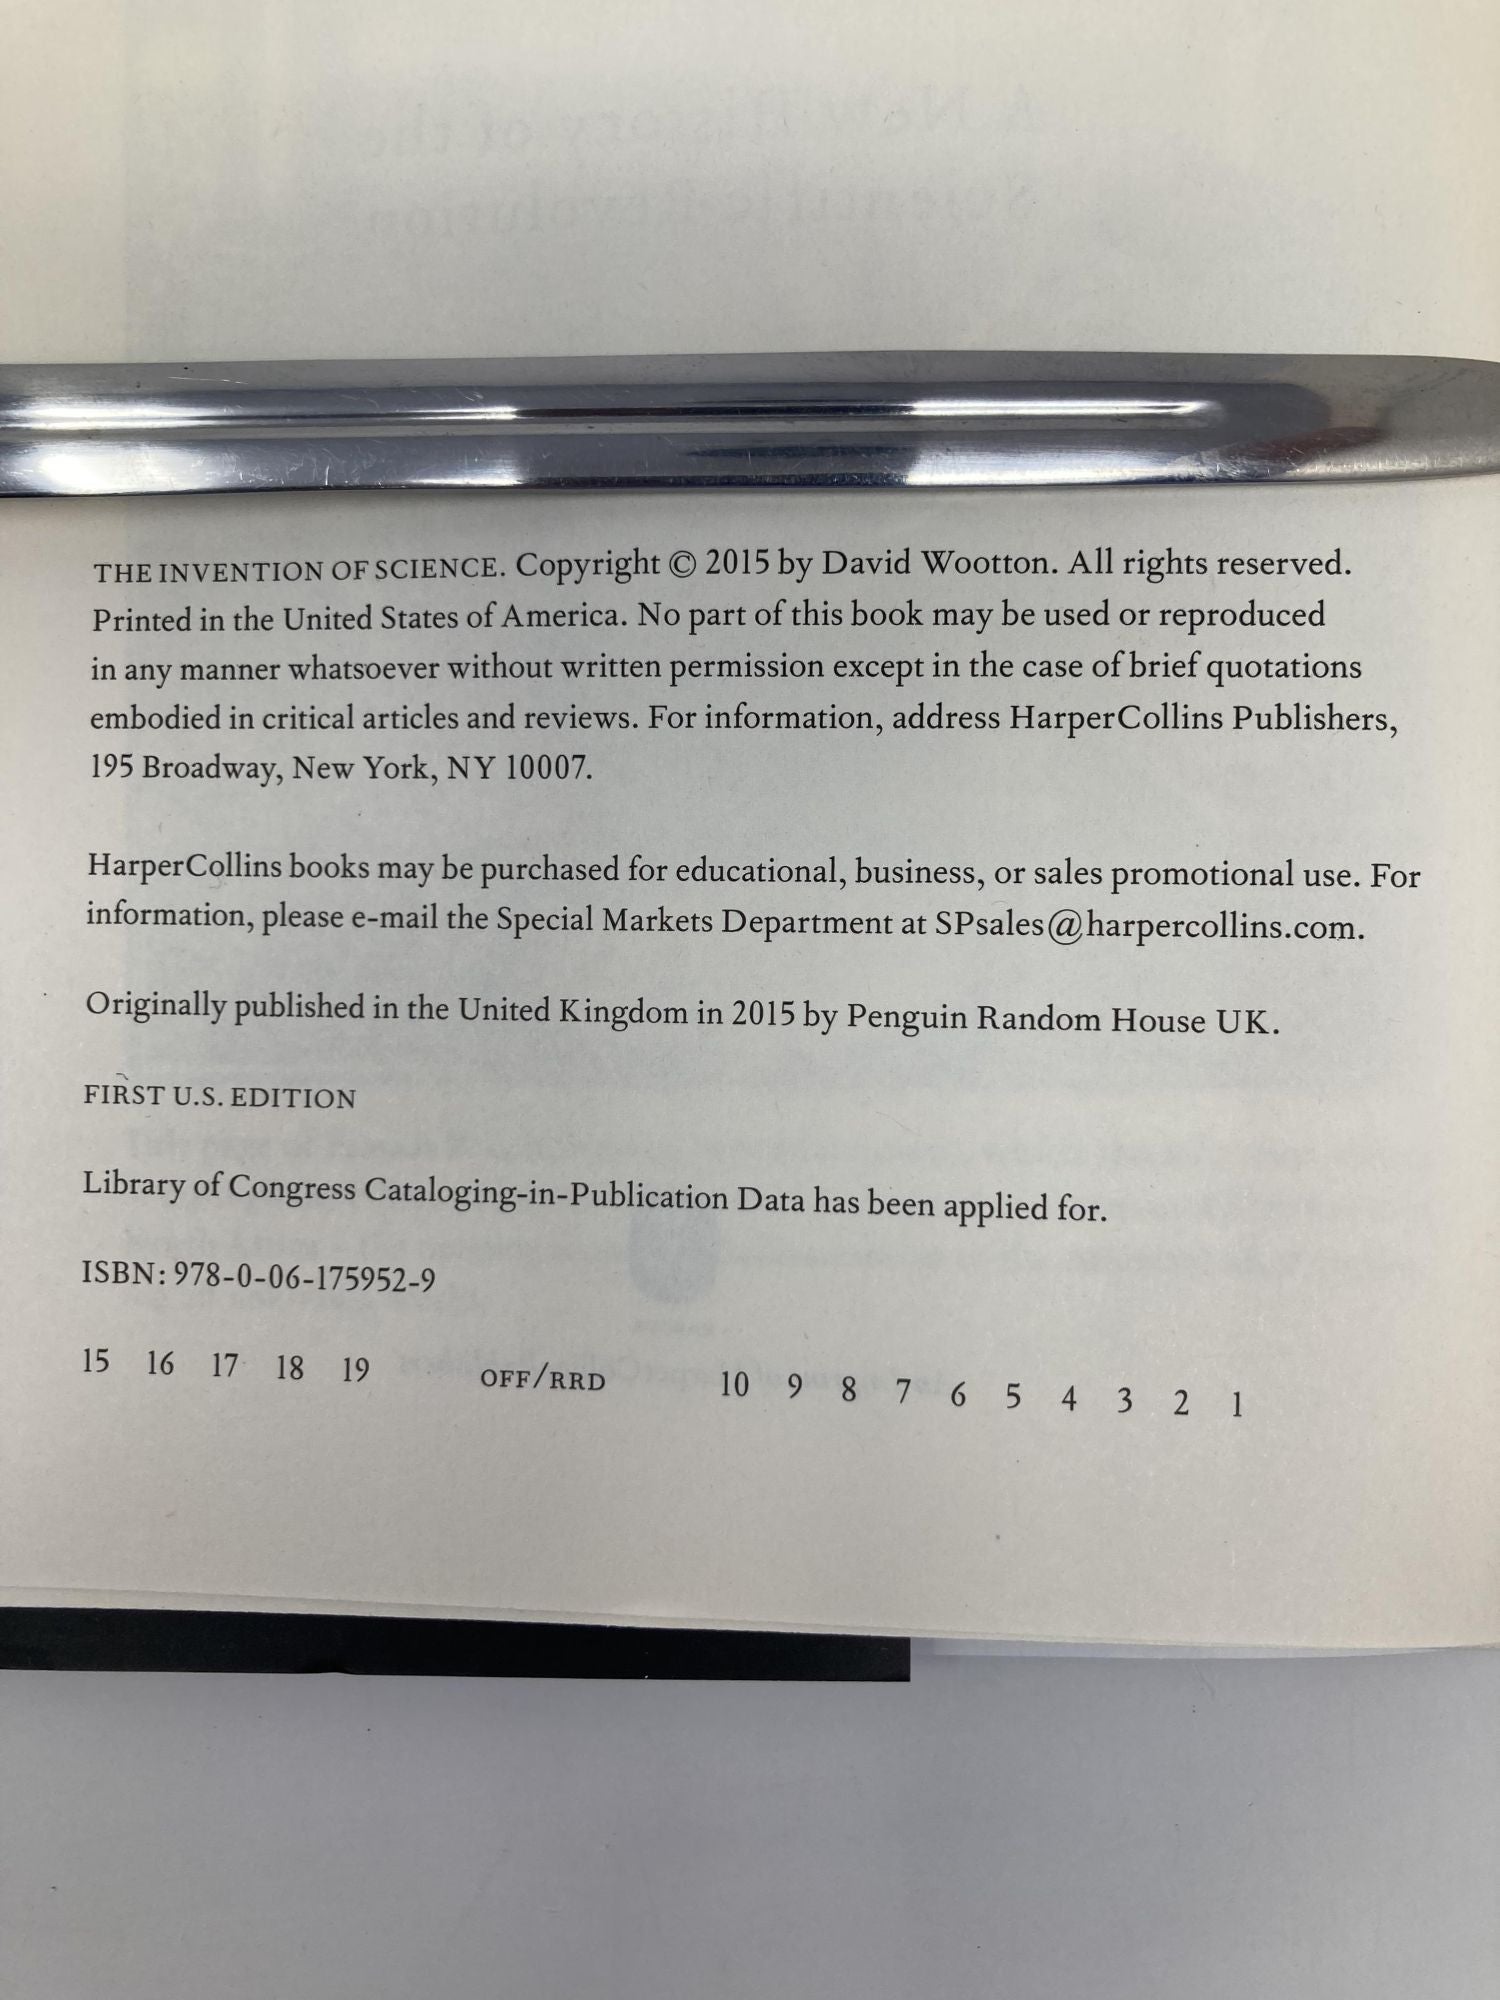 THE INVENTION OF SCIENCE. Copyright © 2015 by David Wootton. All rights reserved.
Printed in the United States of America. No part of this book may be used or reproduced
in any manner whatsoever without written permission except in the case of brief quotations
embodied in critical articles and reviews. For information, address HarperCollins Publishers,
195 Broadway, New York, NY 10007.
HarperCollins books may be purchased for educational, business, or sales promotional use. For
information, please e-mail the Special Markets Department at SPsales@harpercollins.com.
Originally published in the United Kingdom in 2015 by Penguin Random House UK.
FIRST U.S. EDITION
Library of Congress Cataloging-in-Publication Data has been applied for.
ISBN: 978-0-06-175952-9
15 16 17 18 19 OFF/RRD 10 9 8 7 6 5 4 3 2 1